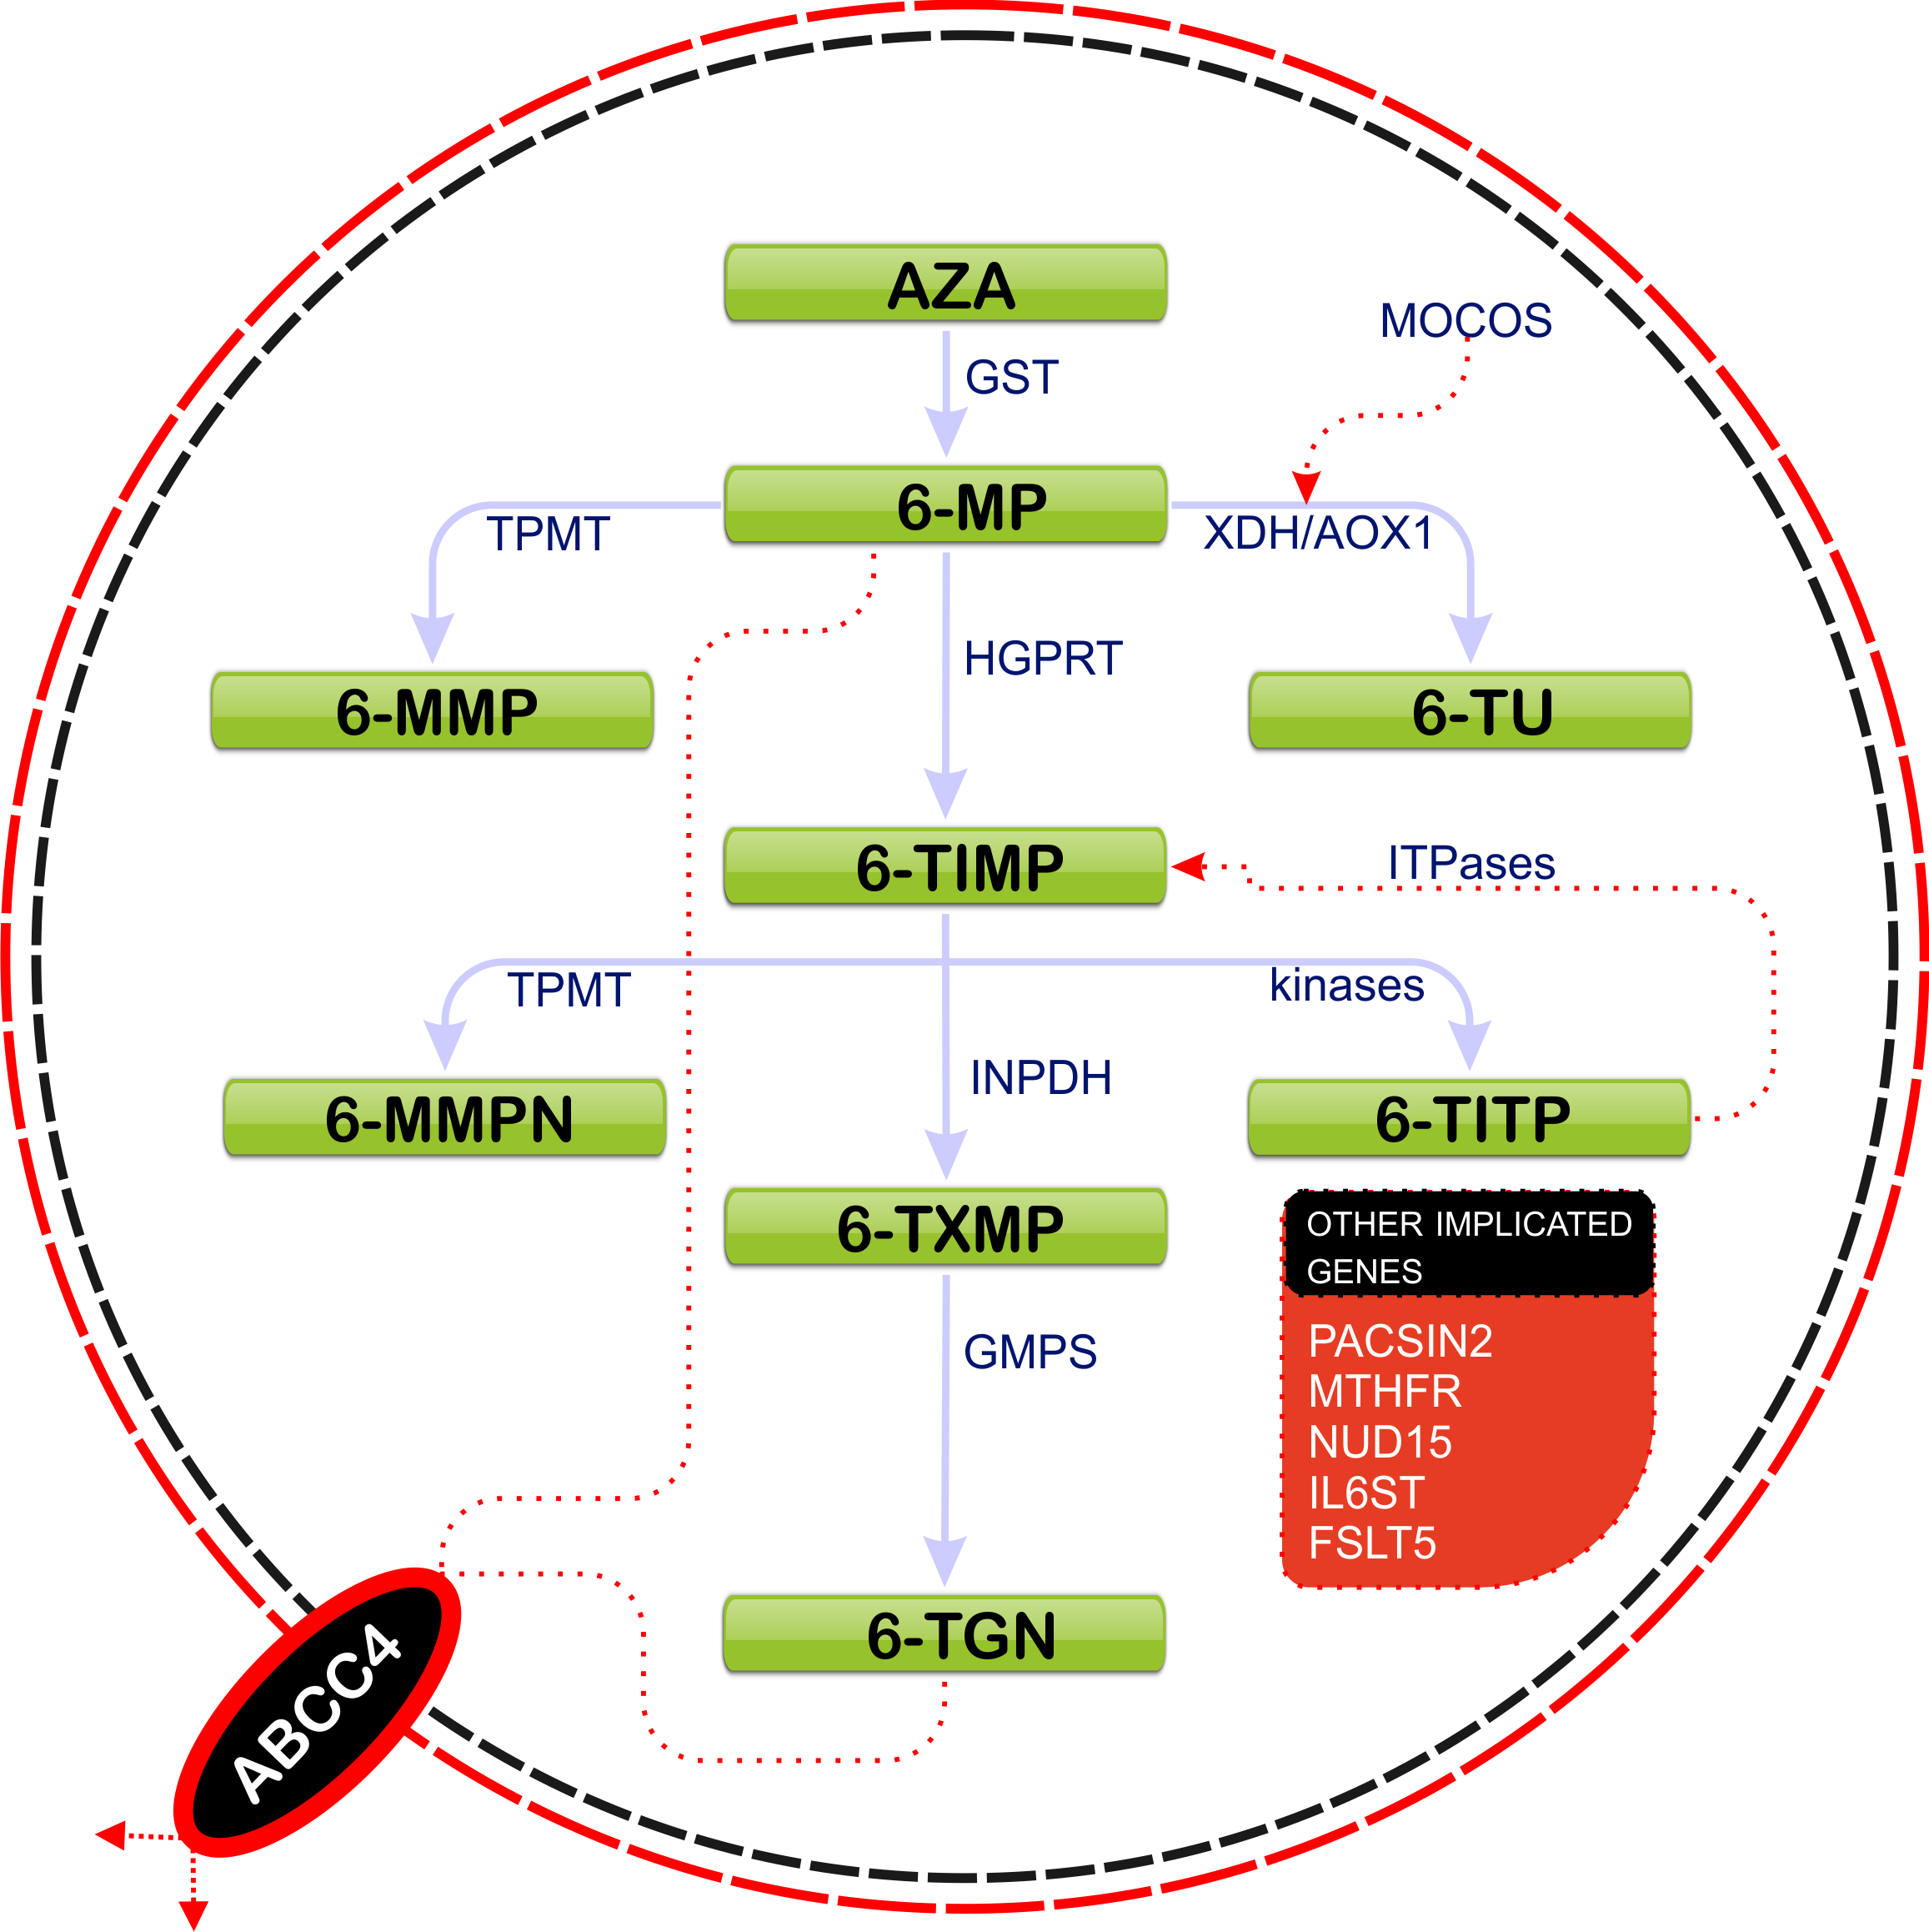 AZA
MOCOS
GST
6-MP
TPMT
XDH/AOX1
HGPRT
6-MMP
6-TU
6-TIMP
ITPases
TPMT
kinases
INPDH
6-MMPN
6-TITP
6-TXMP
OTHER IMPLICATED
GENES
PACSIN2
MTHFR
NUD15
IL6ST
FSLT5
GMPS
6-TGN
ABCC4